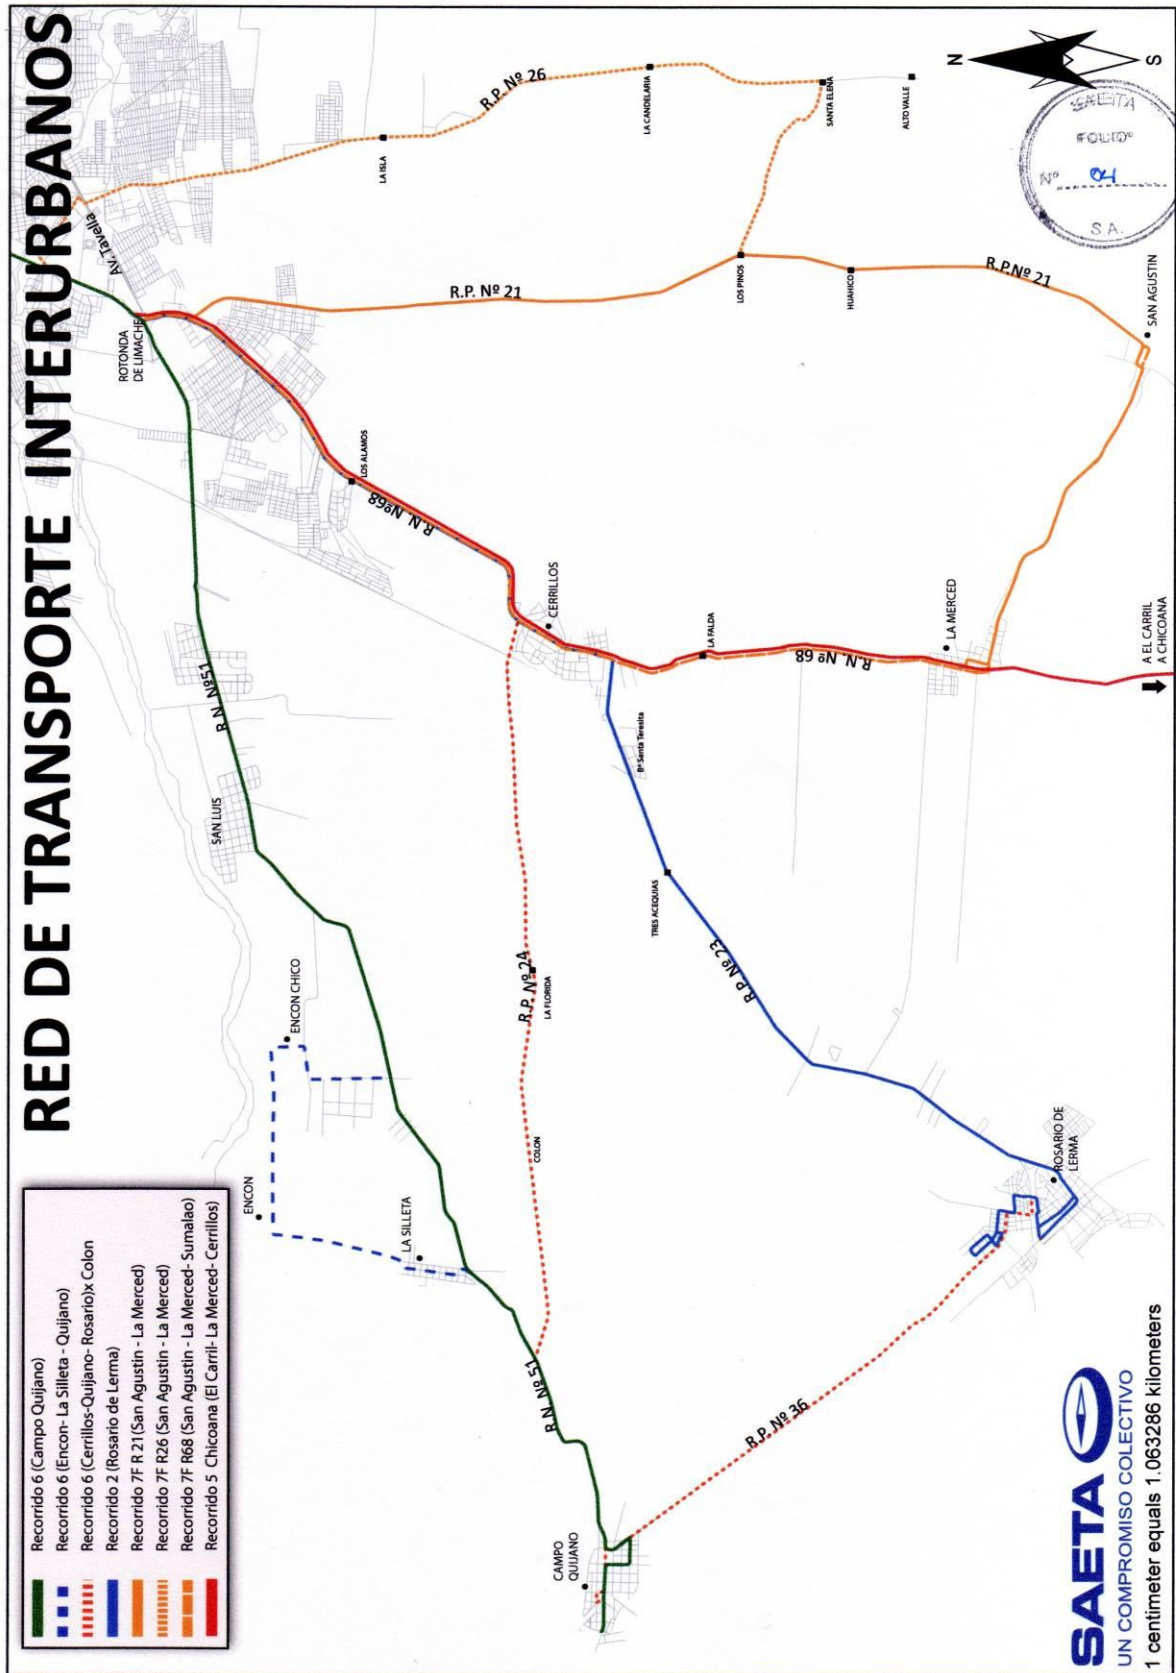 RED DE TRANSPORTE INTERURBANOS
Recorrido 6 (Campo Quijano)
Recorrido 6 (Encon- La Silleta - Quijano)
Recorrido 6 (Cerrillos-Quijano- Rosario)x Colon
Recorrido 2 (Rosario de Lerma)
Recorrido 7F R 21 (San Agustin - La Merced)
Recorrido 7F R26 (San Agustin - La Merced)
Recorrido 7F R68 (San Agustin - La Merced- Sumalao)
Recorrido 5 Chicoana (El Carril- La Merced- Cerrillos)
ENCON
ENCON CHICO
LA SILLETA
SAN LUIS
R.N. Nº51
ROTONDA
DE LIMACHE
Av. Tavella
R.P. Nº 26
LA ISLA
LA CANDELARIA
SANTA ELENA
ALTO VALLE
N
S
SAETA
FOLIO
Nº 04
S.A.
R.P. Nº 21
LOS PINOS
HUAHICO
R.P.Nº 21
SAN AGUSTIN
LOS ALAMOS
R.N. Nº68
CERRILLOS
LA FALDA
R.N. Nº 68
LA MERCED
A EL CARRIL
A CHICOANA
Bº Santa Teresita
TRES ACEQUIAS
R.P. Nº 23
R.P. Nº 24
LA FLORIDA
COLON
R.N. Nº51
CAMPO
QUIJANO
R.P. Nº 36
ROSARIO DE
LERMA
SAETA
UN COMPROMISO COLECTIVO
1 centimeter equals 1.063286 kilometers